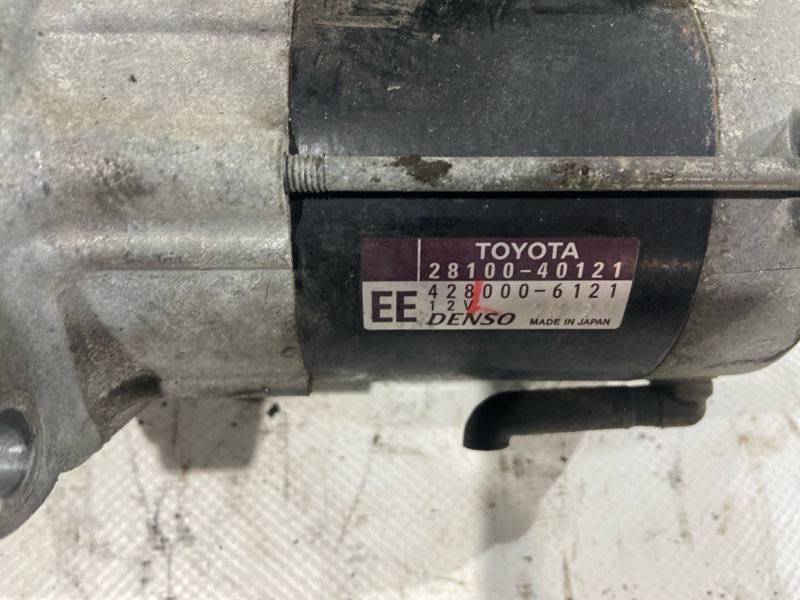 TOYOTA
28100-40121
EE
428000-6121
12V
DENSO MADE IN JAPAN